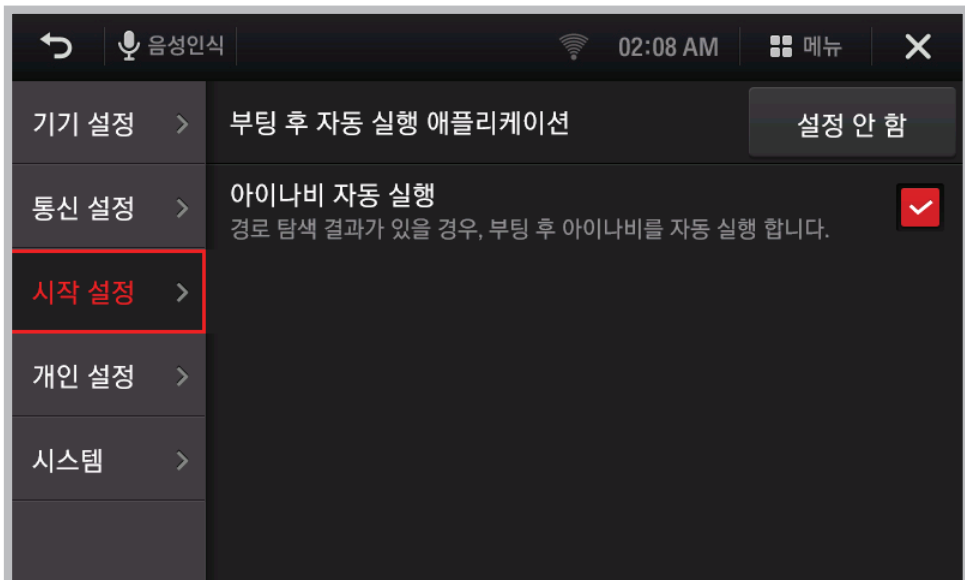 음성인식
02:08 AM
메뉴
기기 설정
통신 설정
시작 설정
개인 설정
시스템
부팅 후 자동 실행 애플리케이션
설정 안 함
아이나비 자동 실행
경로 탐색 결과가 있을 경우, 부팅 후 아이나비를 자동 실행 합니다.